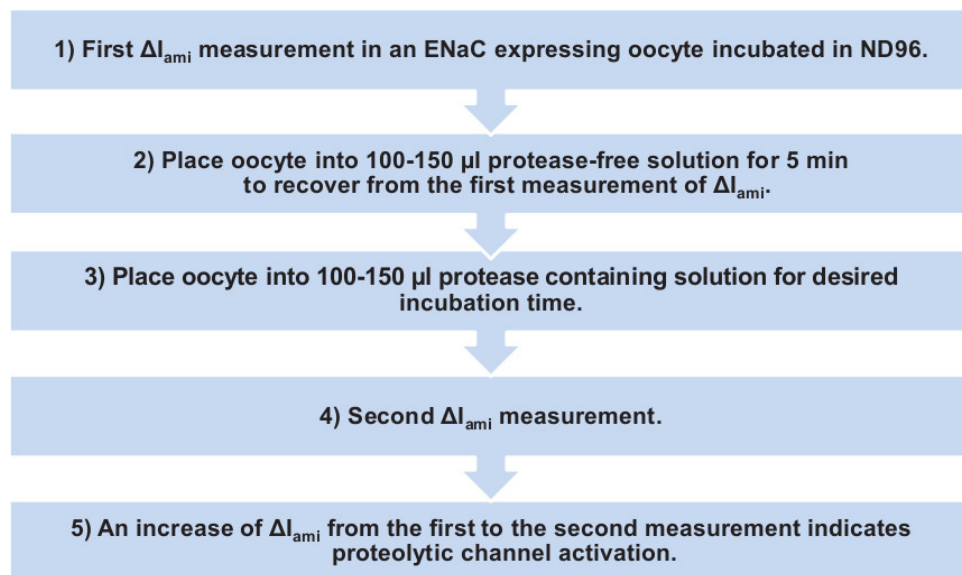 1) First ΔIami measurement in an ENaC expressing oocyte incubated in ND96.
2) Place oocyte into 100-150 µl protease-free solution for 5 min
to recover from the first measurement of ΔIami.
3) Place oocyte into 100-150 µl protease containing solution for desired
incubation time.
4) Second ΔIami measurement.
5) An increase of ΔIami from the first to the second measurement indicates
proteolytic channel activation.